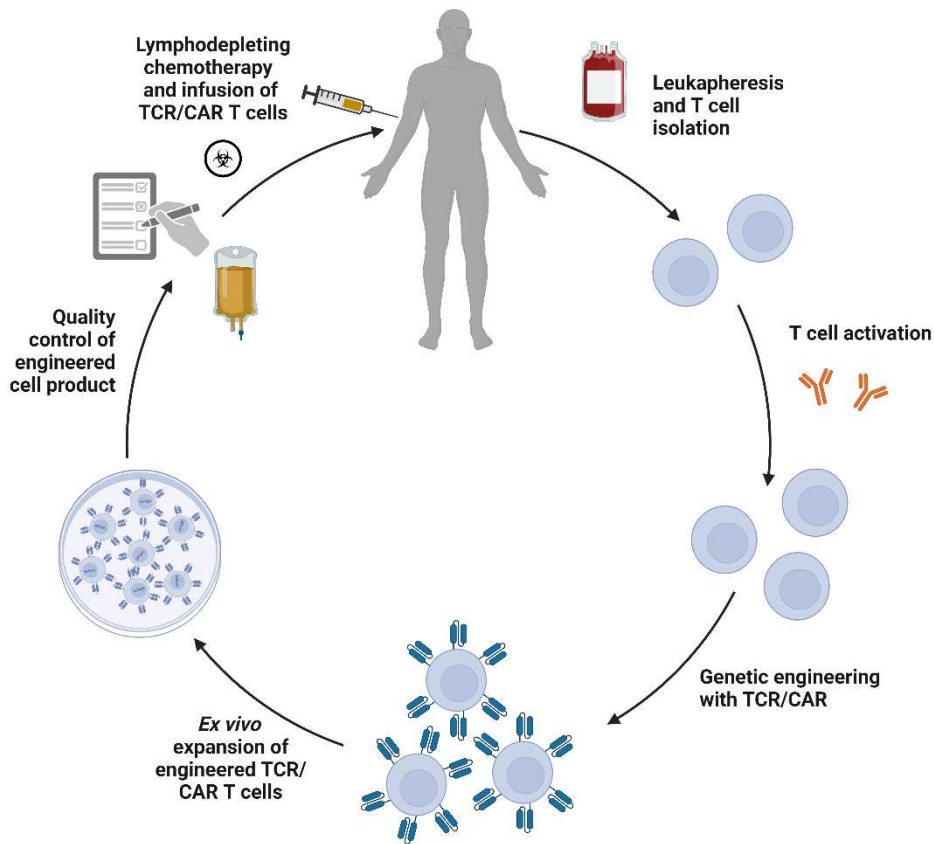 Lymphodepleting
chemotherapy
and infusion of
TCR/CAR T cells
Leukapheresis
and T cell
isolation
T cell activation
Genetic engineering
with TCR/CAR
Ex vivo
expansion of
engineered TCR/
CAR T cells
Quality
control of
engineered
cell product